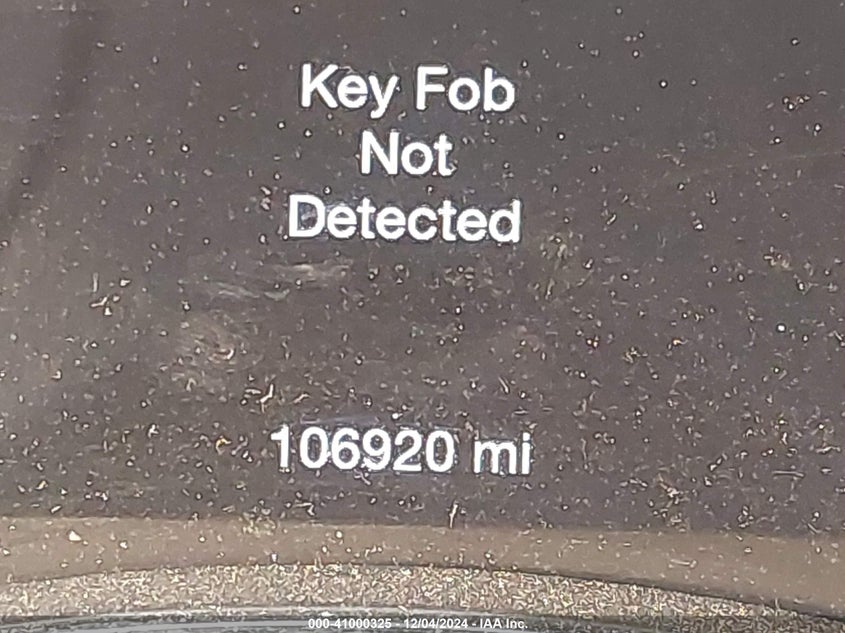 Key Fob
Not
Detected
106920 mi
000-41000325 - 12/04/2024 - IAA Inc.